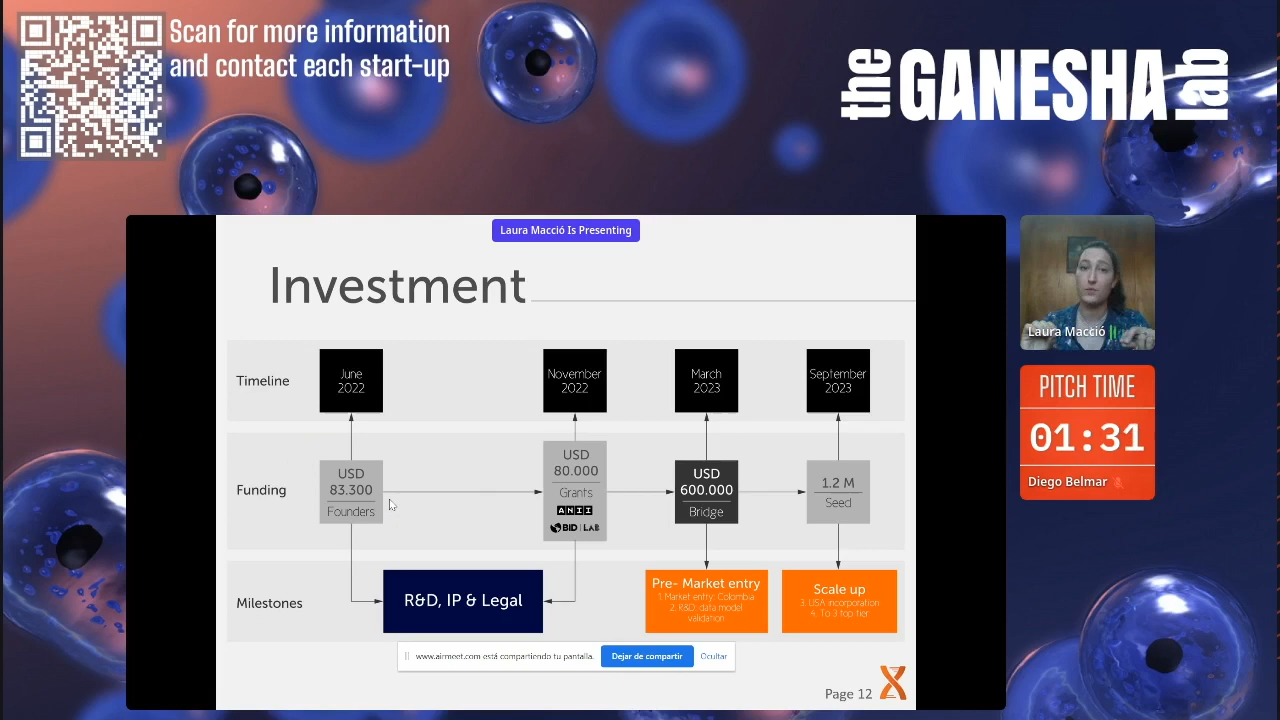 Scan for more information
and contact each start-up
the GANESHA lab
Laura Macció Is Presenting
Investment
Timeline
June
2022
November
2022
March
2023
September
2023
Funding
USD
83.300
Founders
USD
80.000
Grants
ANII
BID LAB
USD
600.000
Bridge
1.2 M
Seed
Milestones
R&D, IP & Legal
Pre- Market entry
1. Market entry: Colombia
2. R&D: data model
validation
Scale up
3. USA incorporation
4. To 3 top tier
www.airmeet.com está compartiendo tu pantalla.
Dejar de compartir
Ocultar
Page 12
Laura Macció
PITCH TIME
01:31
Diego Belmar